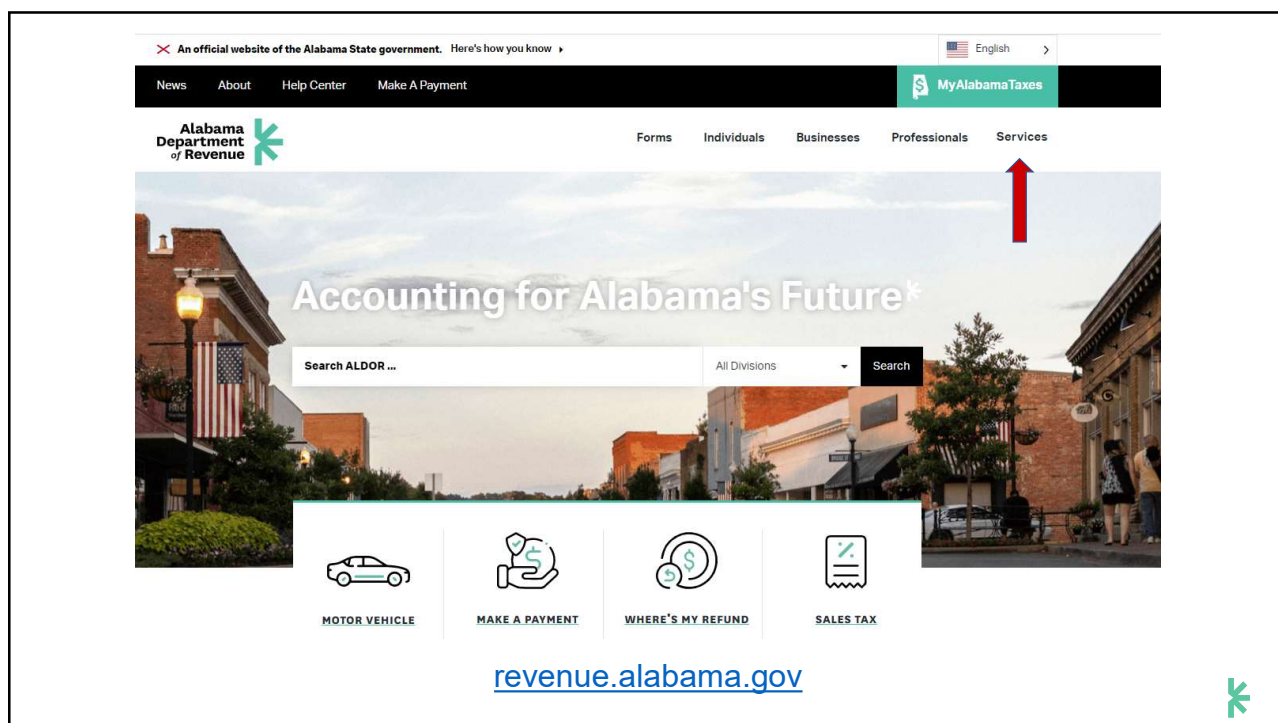 An official website of the Alabama State government. Here's how you know
English
News About Help Center Make A Payment
MyAlabamaTaxes
Alabama
Department
of Revenue
Forms Individuals Businesses Professionals Services
Accounting for Alabama's Future
Search ALDOR ...
All Divisions
Search
MOTOR VEHICLE
MAKE A PAYMENT
WHERE'S MY REFUND
SALES TAX
revenue.alabama.gov